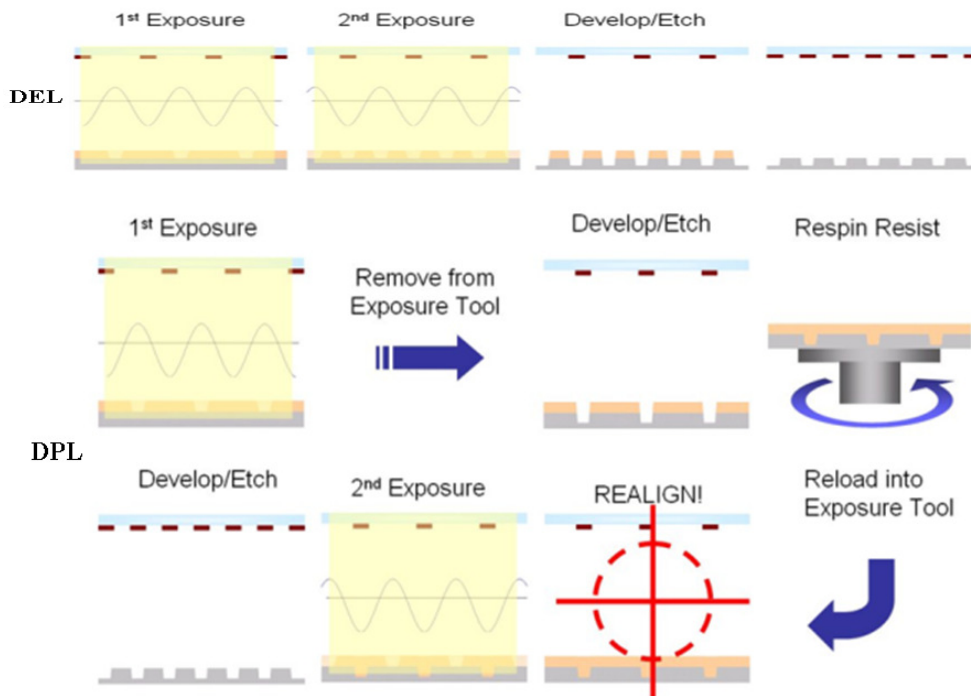 1st Exposure
2nd Exposure
Develop/Etch
DEL
1st Exposure
Remove from
Exposure Tool
Develop/Etch
Respin Resist
DPL
Develop/Etch
2nd Exposure
REALIGN!
Reload into
Exposure Tool